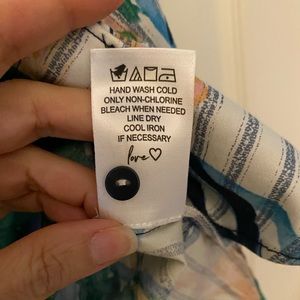 HAND WASH COLD
ONLY NON-CHLORINE
BLEACH WHEN NEEDED
LINE DRY
COOL IRON
IF NECESSARY
love